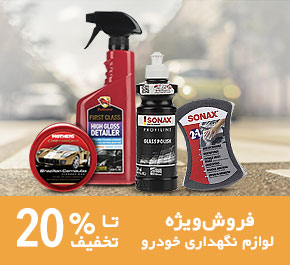 FIRST CLASS
HIGH GLOSS
DETAILER
MOTHERS
Brazilian Carnauba
SONAX
PROFILINE
GLASSPOLISH
SONAX
2in1
فروش‌ویژه
لوازم نگهداری خودرو
تا 20%
تخفیف